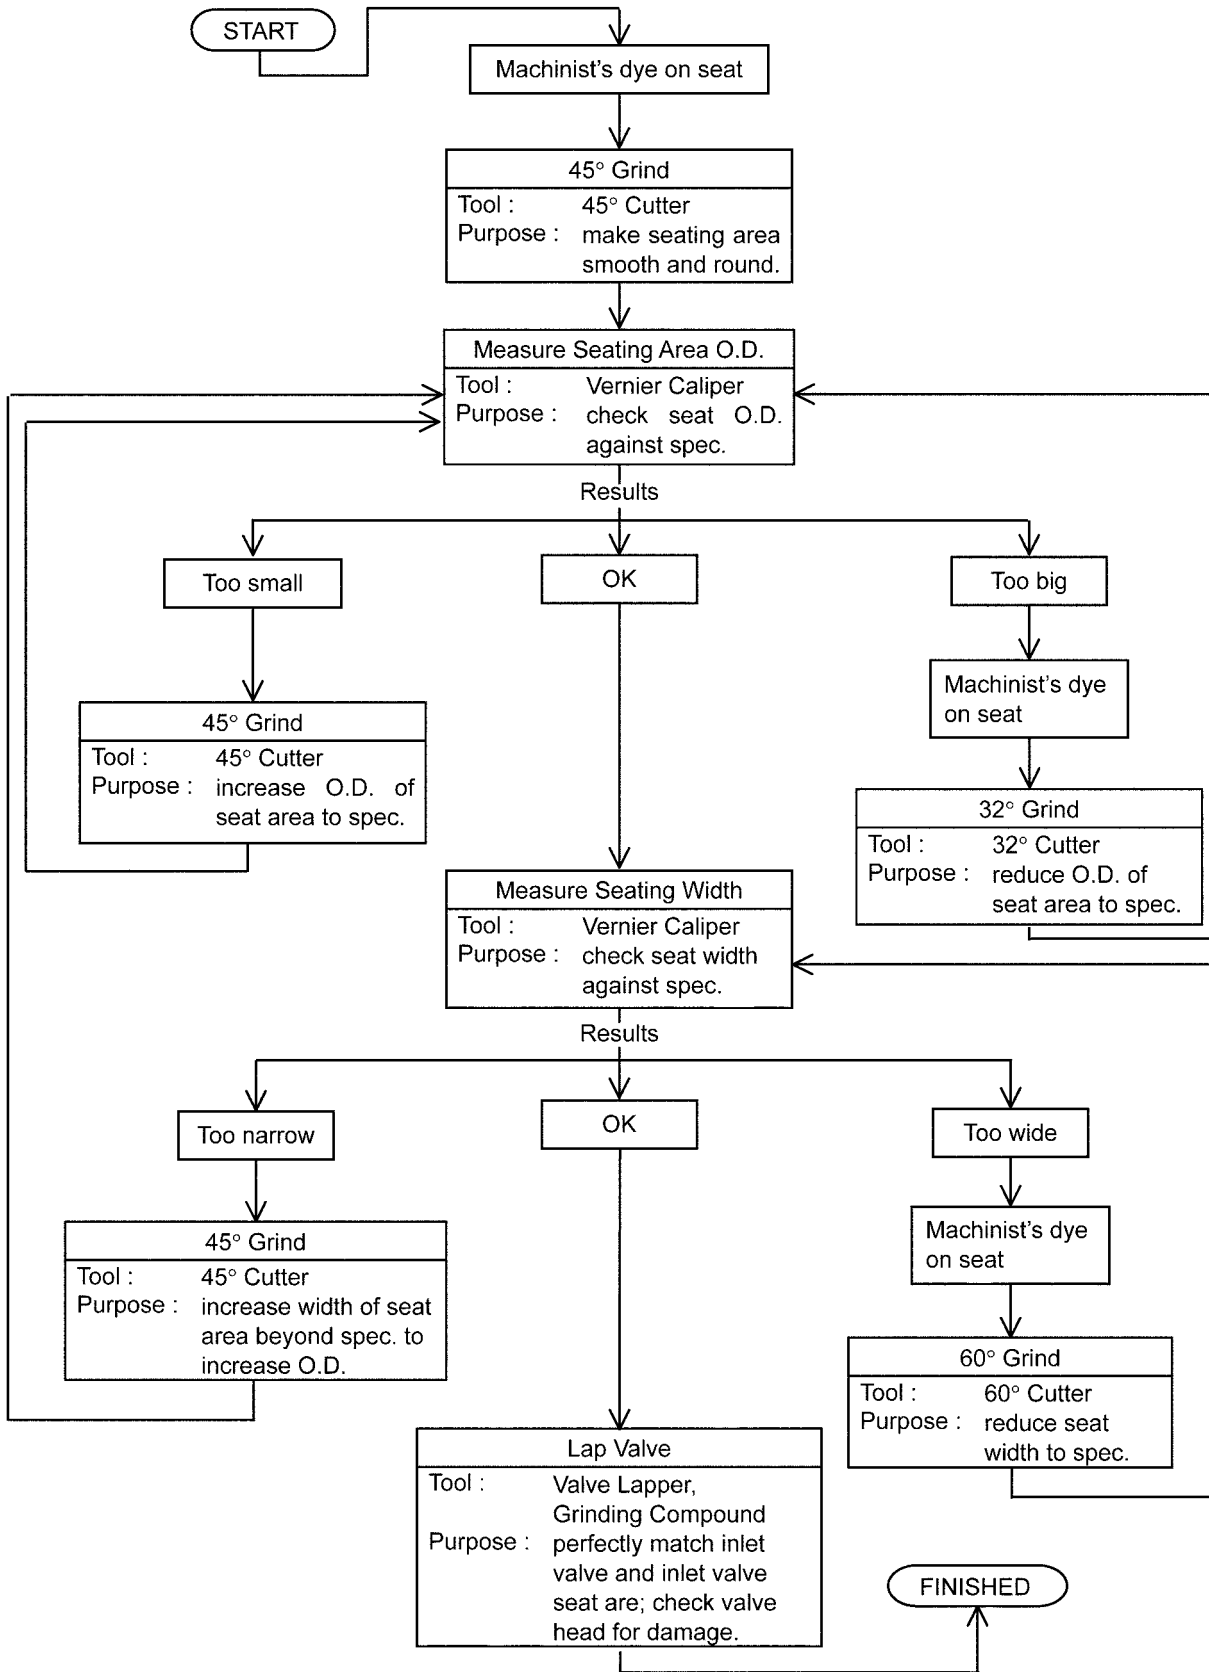 START
Machinist's dye on seat
45° Grind
Tool : 45° Cutter
Purpose : make seating area
smooth and round.
Measure Seating Area O.D.
Tool : Vernier Caliper
Purpose : check seat O.D.
against spec.
Results
Too small
OK
Too big
Machinist's dye
on seat
45° Grind
Tool : 45° Cutter
Purpose : increase O.D. of
seat area to spec.
32° Grind
Tool : 32° Cutter
Purpose : reduce O.D. of
seat area to spec.
Measure Seating Width
Tool : Vernier Caliper
Purpose : check seat width
against spec.
Results
Too narrow
OK
Too wide
Machinist's dye
on seat
45° Grind
Tool : 45° Cutter
Purpose : increase width of seat
area beyond spec. to
increase O.D.
60° Grind
Tool : 60° Cutter
Purpose : reduce seat
width to spec.
Lap Valve
Tool : Valve Lapper,
Grinding Compound
Purpose : perfectly match inlet
valve and inlet valve
seat are; check valve
head for damage.
FINISHED